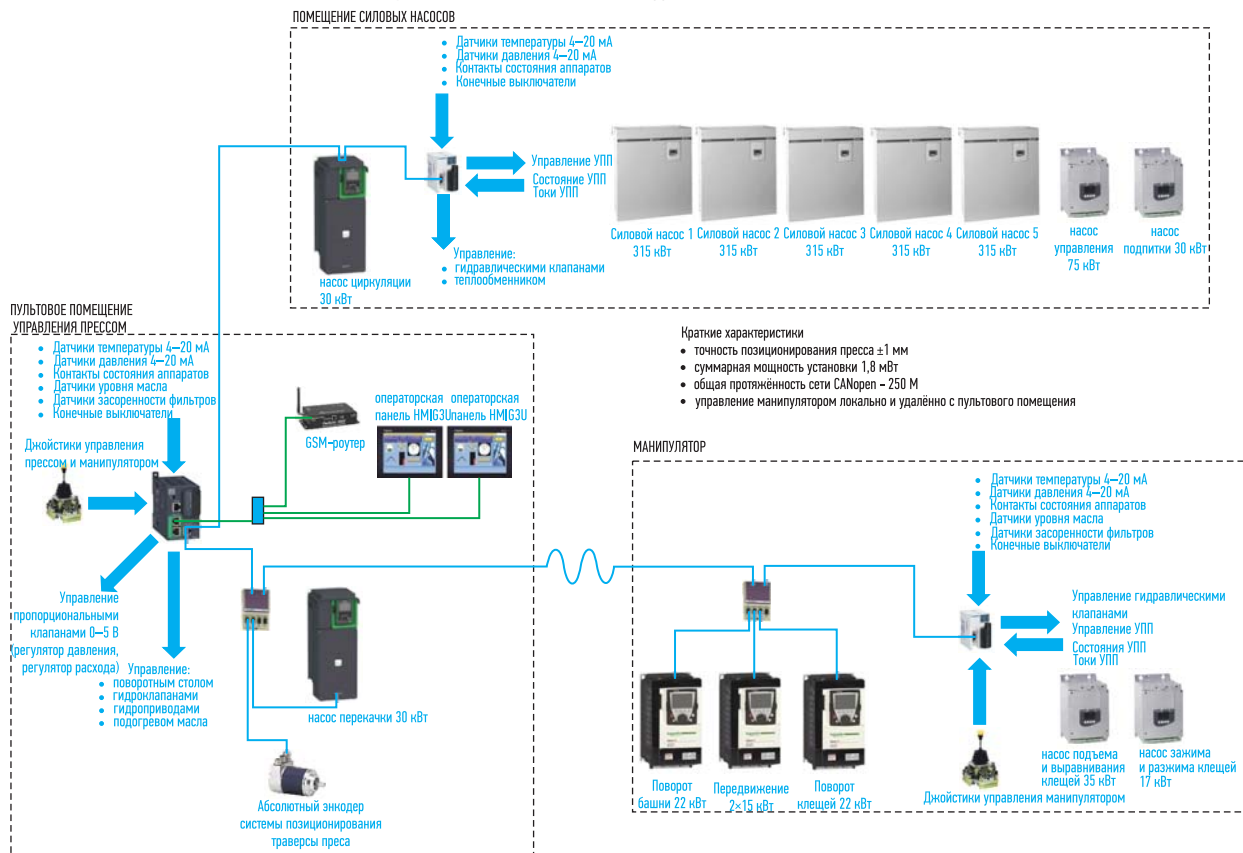 ПОМЕЩЕНИЕ СИЛОВЫХ НАСОСОВ
• Датчики температуры 4–20 мА
• Датчики давления 4–20 мА
• Контакты состояния аппаратов
• Конечные выключатели
Управление УПП
Состояние УПП
Токи УПП
Управление:
• гидравлическими клапанами
• теплообменником
насос циркуляции
30 кВт
Силовой насос 1
315 кВт
Силовой насос 2
315 кВт
Силовой насос 3
315 кВт
Силовой насос 4
315 кВт
Силовой насос 5
315 кВт
насос
управления
75 кВт
насос
подпитки 30 кВт
Краткие характеристики
• точность позиционирования пресса ±1 мм
• суммарная мощность установки 1,8 мВт
• общая протяжённость сети CANopen - 250 М
• управление манипулятором локально и удалённо с пультового помещения
ПУЛЬТОВОЕ ПОМЕЩЕНИЕ
УПРАВЛЕНИЯ ПРЕССОМ
• Датчики температуры 4–20 мА
• Датчики давления 4–20 мА
• Контакты состояния аппаратов
• Датчики уровня масла
• Датчики засоренности фильтров
• Конечные выключатели
Джойстики управления
прессом и манипулятором
GSM-роутер
операторская
панель HMIG3U
операторская
панель HMIG3U
Управление
пропорциональными
клапанами 0–5 В
(регулятор давления,
регулятор расхода)
Управление:
• поворотным столом
• гидроклапанами
• гидроприводами
• подогревом масла
насос перекачки 30 кВт
Абсолютный энкодер
системы позиционирования
траверсы преса
МАНИПУЛЯТОР
• Датчики температуры 4–20 мА
• Датчики давления 4–20 мА
• Контакты состояния аппаратов
• Датчики уровня масла
• Датчики засоренности фильтров
• Конечные выключатели
Управление гидравлическими
клапанами
Управление УПП
Состояния УПП
Токи УПП
Поворот
башни 22 кВт
Передвижение
2×15 кВт
Поворот
клещей 22 кВт
Джойстики управления манипулятором
насос подъема
и выравнивания
клещей 35 кВт
насос зажима
и разжима клещей
17 кВт